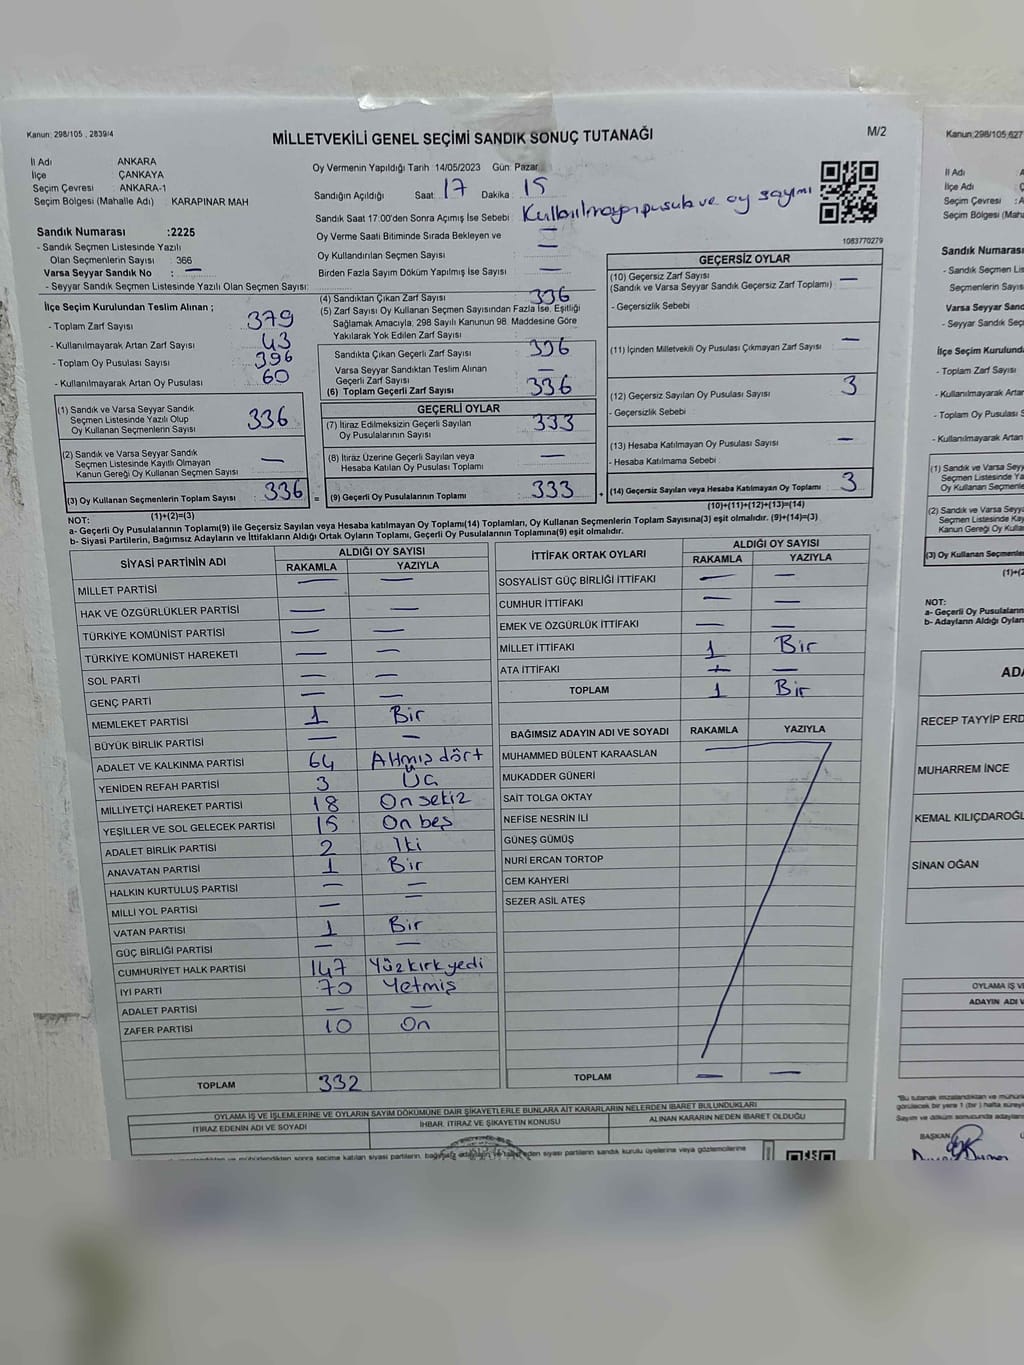 Kanun: 298/105 , 2839/4
MİLLETVEKİLİ GENEL SEÇİMİ SANDIK SONUÇ TUTANAĞI
M/2
İl Adı ANKARA
İlçe ÇANKAYA
Seçim Çevresi : ANKARA-1
Seçim Bölgesi (Mahalle Adı) : KARAPINAR MAH
Oy Vermenin Yapıldığı Tarih 14/05/2023 Gün: Pazar
Sandığın Açıldığı Saat: 17 Dakika : 15
Sandık Saat 17:00'den Sonra Açımış İse Sebebi : Kullanılmayan pusula ve oy sayımı
Oy Verme Saati Bitiminde Sırada Bekleyen ve —
Oy Kullandırılan Seçmen Sayısı —
Birden Fazla Sayım Döküm Yapılmış İse Sayısı —
1083770279
Sandık Numarası :2225
- Sandık Seçmen Listesinde Yazılı
Olan Seçmenlerin Sayısı : 366
Varsa Seyyar Sandık No : —
- Seyyar Sandık Seçmen Listesinde Yazılı Olan Seçmen Sayısı:
İlçe Seçim Kurulundan Teslim Alınan ;
- Toplam Zarf Sayısı 379
- Kullanılmayarak Artan Zarf Sayısı 43
- Toplam Oy Pusulası Sayısı 396
- Kullanılmayarak Artan Oy Pusulası 60
(1) Sandık ve Varsa Seyyar Sandık
Seçmen Listesinde Yazılı Olup
Oy Kullanan Seçmenlerin Sayısı 336
(2) Sandık ve Varsa Seyyar Sandık
Seçmen Listesinde Kayıtlı Olmayan
Kanun Gereği Oy Kullanan Seçmen Sayısı —
(3) Oy Kullanan Seçmenlerin Toplam Sayısı 336 =
(1)+(2)=(3)
(4) Sandıktan Çıkan Zarf Sayısı : 336
(5) Zarf Sayısı Oy Kullanan Seçmen Sayısından Fazla İse, Eşitliği
Sağlamak Amacıyla; 298 Sayılı Kanunun 98. Maddesine Göre
Yakılarak Yok Edilen Zarf Sayısı
Sandıkta Çıkan Geçerli Zarf Sayısı : 336
Varsa Seyyar Sandıktan Teslim Alınan
Geçerli Zarf Sayısı —
(6) Toplam Geçerli Zarf Sayısı : 336
GEÇERLİ OYLAR
(7) İtiraz Edilmeksizin Geçerli Sayılan
Oy Pusulalarının Sayısı : 333
(8) İtiraz Üzerine Geçerli Sayılan veya
Hesaba Katılan Oy Pusulası Toplamı —
(9) Geçerli Oy Pusulalarının Toplamı : 333 +
GEÇERSİZ OYLAR
(10) Geçersiz Zarf Sayısı
(Sandık ve Varsa Seyyar Sandık Geçersiz Zarf Toplamı) : —
- Geçersizlik Sebebi :
(11) İçinden Milletvekili Oy Pusulası Çıkmayan Zarf Sayısı : —
(12) Geçersiz Sayılan Oy Pusulası Sayısı : 3
- Geçersizlik Sebebi :
(13) Hesaba Katılmayan Oy Pusulası Sayısı : —
- Hesaba Katılmama Sebebi :
(14) Geçersiz Sayılan veya Hesaba Katılmayan Oy Pusulası Toplamı : 3
(10)+(11)+(12)+(13)=(14)
NOT:
a- Geçerli Oy Pusulalarının Toplamı(9) ile Geçersiz Sayılan veya Hesaba katılmayan Oy Toplamı(14) Toplamları, Oy Kullanan Seçmenlerin Toplam Sayısına(3) eşit olmalıdır. (9)+(14)=(3)
b- Siyasi Partilerin, Bağımsız Adayların ve İttifakların Aldığı Oy Oyların Toplamı, Geçerli Oy Pusulalarının Toplamına(9) eşit olmalıdır.
SİYASİ PARTİNİN ADI ALDIĞI OY SAYISI
RAKAMLA YAZIYLA
MİLLET PARTİSİ — —
HAK VE ÖZGÜRLÜKLER PARTİSİ — —
TÜRKİYE KOMÜNİST PARTİSİ — —
TÜRKİYE KOMÜNİST HAREKETİ — —
SOL PARTİ — —
GENÇ PARTİ — —
MEMLEKET PARTİSİ 1 Bir
BÜYÜK BİRLİK PARTİSİ — —
ADALET VE KALKINMA PARTİSİ 64 Altmış dört
YENİDEN REFAH PARTİSİ 3 Üç
MİLLİYETÇİ HAREKET PARTİSİ 18 On sekiz
YEŞİLLER VE SOL GELECEK PARTİSİ 15 On beş
ADALET BİRLİK PARTİSİ 2 İki
ANAVATAN PARTİSİ 1 Bir
HALKIN KURTULUŞ PARTİSİ — —
MİLLİ YOL PARTİSİ — —
VATAN PARTİSİ 1 Bir
GÜÇ BİRLİĞİ PARTİSİ — —
CUMHURİYET HALK PARTİSİ 147 Yüz kırk yedi
İYİ PARTİ 70 Yetmiş
ADALET PARTİSİ — —
ZAFER PARTİSİ 10 On
TOPLAM 332
İTTİFAK ORTAK OYLARI ALDIĞI OY SAYISI
RAKAMLA YAZIYLA
SOSYALİST GÜÇ BİRLİĞİ İTTİFAKI — —
CUMHUR İTTİFAKI — —
EMEK VE ÖZGÜRLÜK İTTİFAKI — —
MİLLET İTTİFAKI 1 Bir
ATA İTTİFAKI — —
TOPLAM 1 Bir
BAĞIMSIZ ADAYIN ADI VE SOYADI RAKAMLA YAZIYLA
MUHAMMED BÜLENT KARAASLAN
MUKADDER GÜNERİ
SAİT TOLGA OKTAY
NEFİSE NESRİN İLİ
GÜNEŞ GÜMÜŞ
NURİ ERCAN TORTOP
CEM KAHYERİ
SEZER ASİL ATEŞ
TOPLAM — —
OYLAMA İŞ VE İŞLEMLERİNE VE OYLARIN SAYIM DÖKÜMÜNE DAİR ŞİKAYETLERLE BUNLARA AİT KARARLARIN NELERDEN İBARET BULUNDUKLARI
İTİRAZ EDENİN ADI VE SOYADI İHBAR, İTİRAZ VE ŞİKAYETİN KONUSU ALINAN KARARIN NEDEN İBARET OLDUĞU
Kanun:298/105,627
İl Adı
İlçe Adı
Seçim Çevresi
Seçim Bölgesi (Maha
Sandık Numarası
- Sandık Seçmen Listesi
Seçmenlerin Sayıs
Varsa Seyyar Sand
- Seyyar Sandık Seç
İlçe Seçim Kurulund
- Toplam Zarf Sayısı
- Kullanılmayarak Artan
- Toplam Oy Pusulası
- Kullanılmayarak
(1) Sandık ve Varsa Sey
Seçmen Listesinde Y
Oy Kullanan Seçmen
(2) Sandık ve Varsa Seyya
Seçmen Listesinde Kay
Kanun Gereği Oy Kullan
(3) Oy Kullanan Seçmenle
(1)+(2
NOT:
a- Geçerli Oy Pusulaların
b- Adayların Aldığı Oyların
ADA
RECEP TAYYİP ERD
MUHARREM İNCE
KEMAL KILIÇDAROĞL
SİNAN OĞAN
OYLAMA İŞ VE
ADAYIN ADI V
BAŞKAN